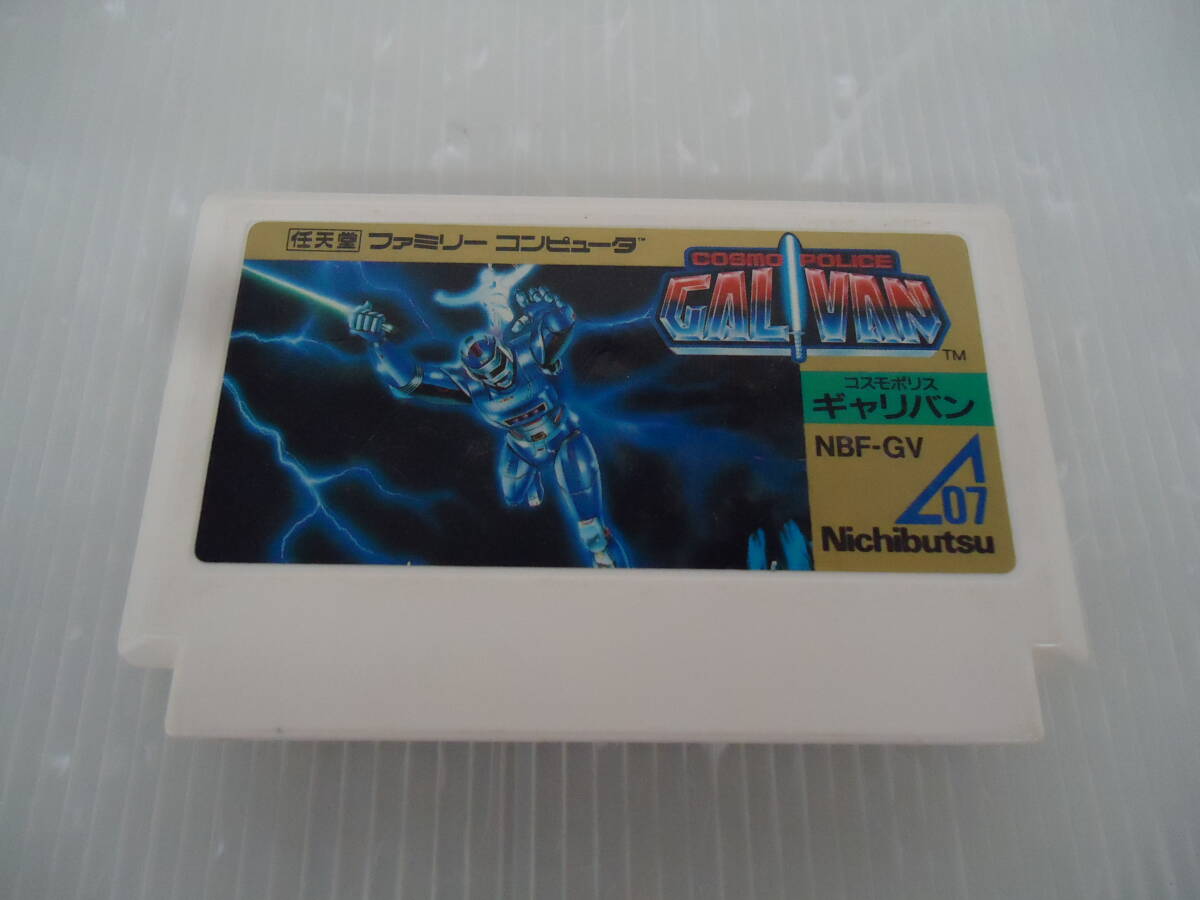 任天堂 ファミリー コンピュータ™
COSMO POLICE
GALIVAN
TM
コスモポリス
ギャリバン
NBF-GV
07
Nichibutsu